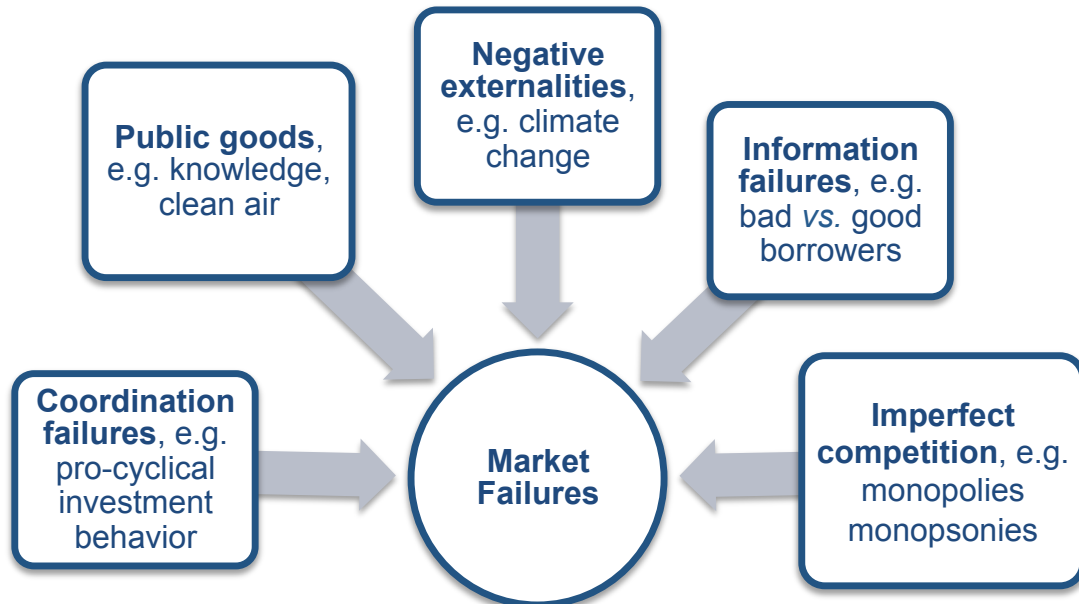 Negative
externalities,
e.g. climate
change
Public goods,
e.g. knowledge,
clean air
Information
failures, e.g.
bad vs. good
borrowers
Coordination
failures, e.g.
pro-cyclical
investment
behavior
Market
Failures
Imperfect
competition, e.g.
monopolies
monopsonies